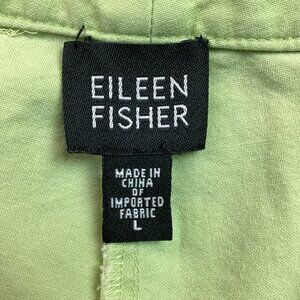 EILEEN
FISHER
MADE IN
CHINA
OF
IMPORTED
FABRIC
L